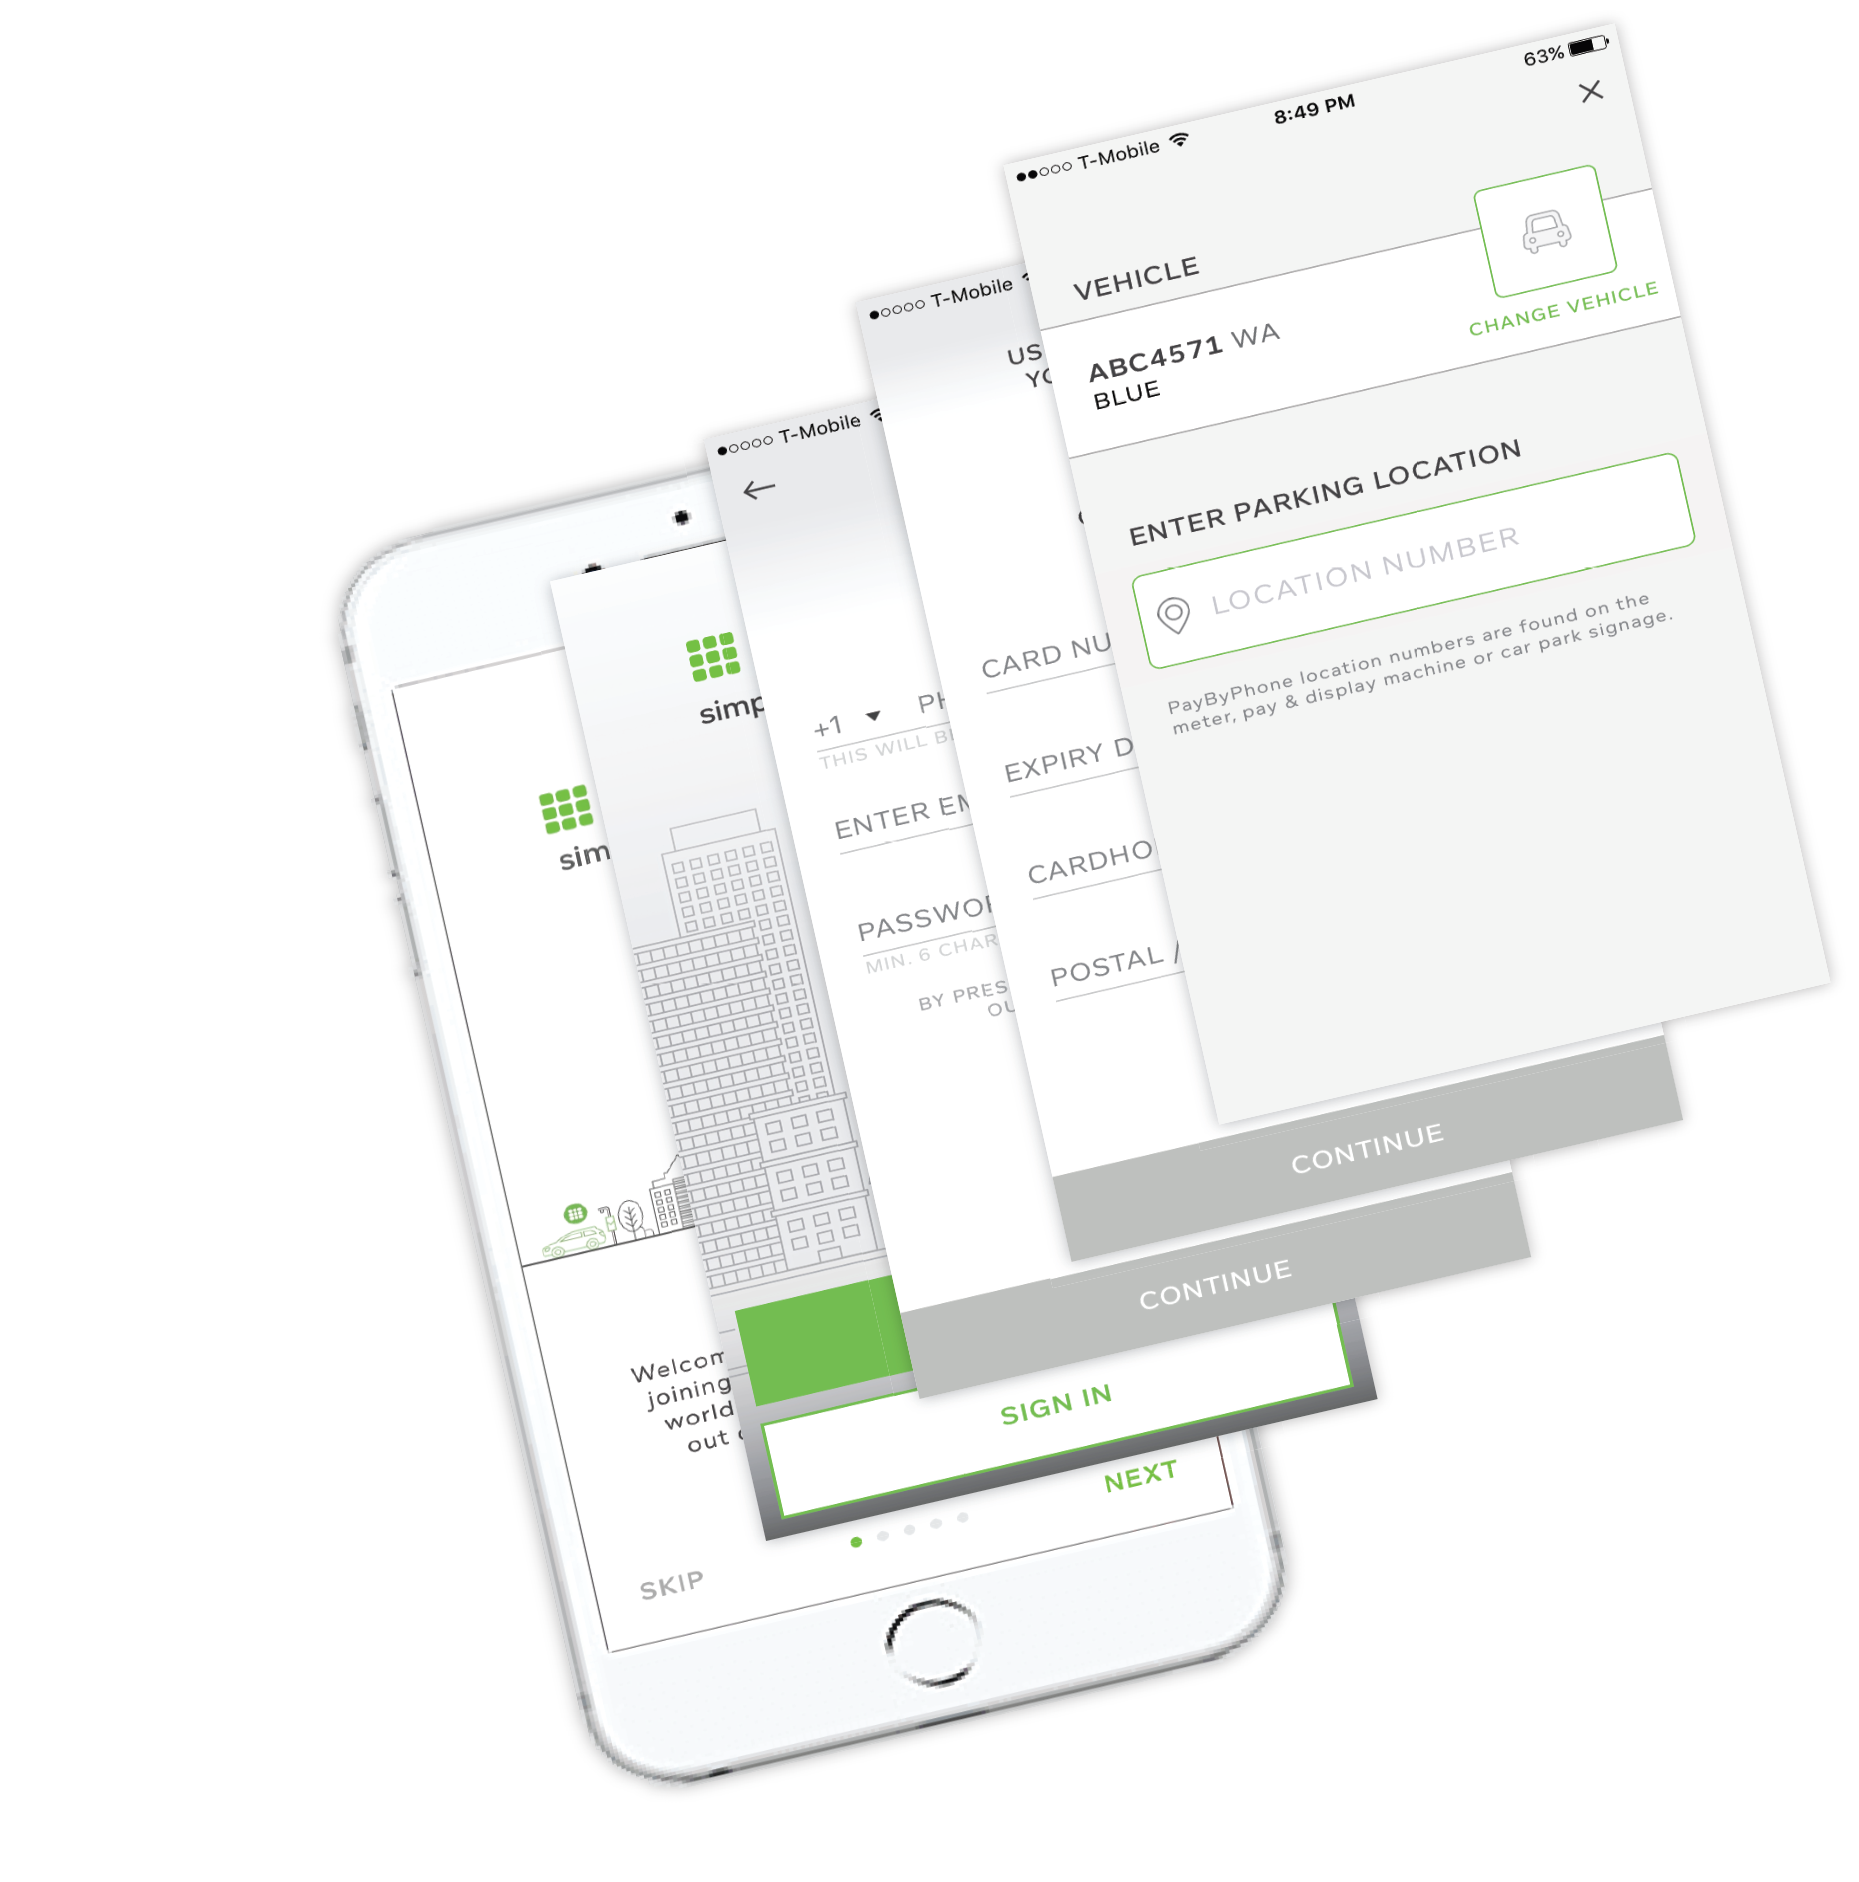 63%
8:49 PM
T-Mobile
VEHICLE
ABC4571 WA
BLUE
CHANGE VEHICLE
ENTER PARKING LOCATION
LOCATION NUMBER
PayByPhone location numbers are found on the
meter, pay & display machine or car park signage.
T-Mobile
US
YO
CARD NU
EXPIRY D
CARDHO
POSTAL /
CONTINUE
T-Mobile
+1 PH
THIS WILL B
ENTER EM
PASSWOR
MIN. 6 CHAR
BY PRES
OU
CONTINUE
simp
SIGN IN
sim
Welcom
joining
world
out
NEXT
SKIP